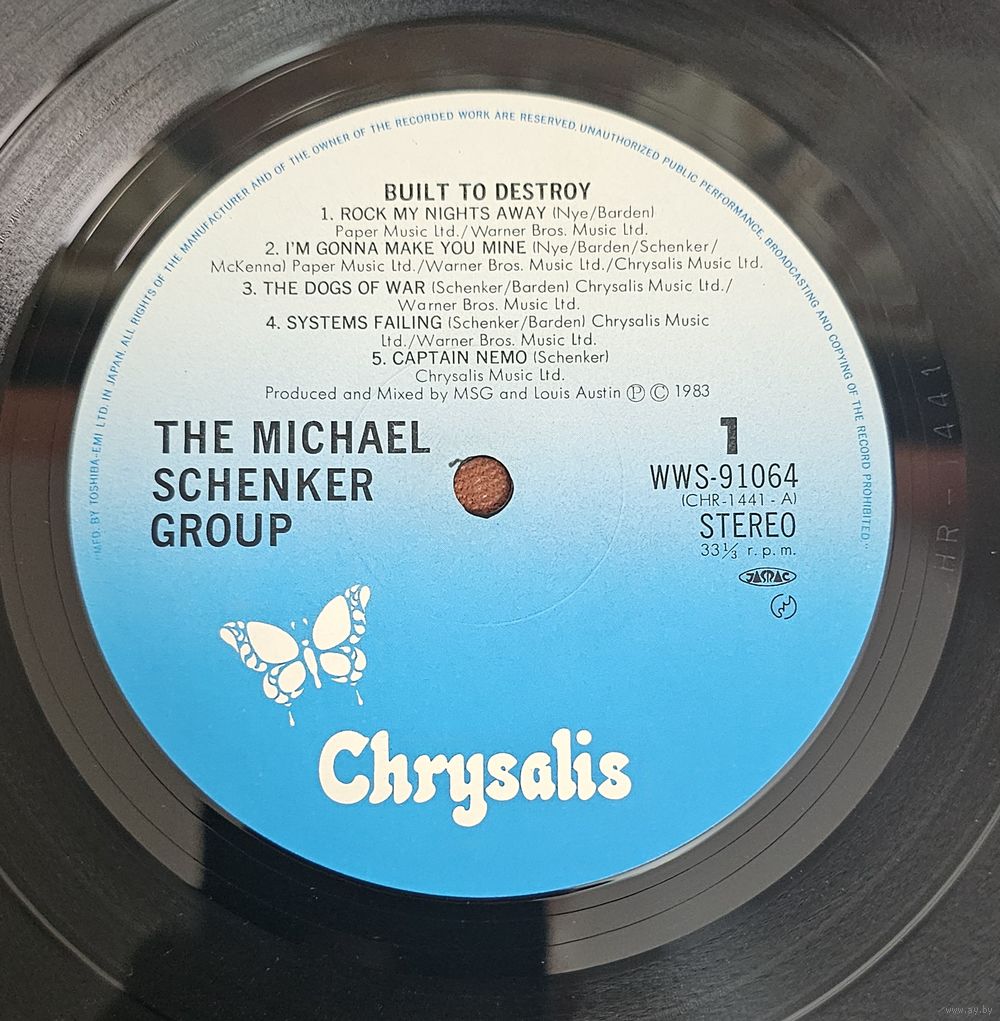 "MFD. BY TOSHIBA-EMI LTD. IN JAPAN. ALL RIGHTS OF THE MANUFACTURER AND OF THE OWNER OF THE RECORDED WORK ARE RESERVED. UNAUTHORIZED PUBLIC PERFORMANCE, BROADCASTING AND COPYING OF THE RECORD PROHIBITED."
BUILT TO DESTROY
1. ROCK MY NIGHTS AWAY (Nye/Barden)
Paper Music Ltd./Warner Bros. Music Ltd.
2. I'M GONNA MAKE YOU MINE (Nye/Barden/Schenker/
McKenna) Paper Music Ltd./Warner Bros. Music Ltd./Chrysalis Music Ltd.
3. THE DOGS OF WAR (Schenker/Barden) Chrysalis Music Ltd./
Warner Bros. Music Ltd.
4. SYSTEMS FAILING (Schenker/Barden) Chrysalis Music
Ltd./Warner Bros. Music Ltd.
5. CAPTAIN NEMO (Schenker)
Chrysalis Music Ltd.
Produced and Mixed by MSG and Louis Austin Ⓟ © 1983
THE MICHAEL
SCHENKER
GROUP
1
WWS-91064
(CHR-1441-A)
STEREO
33⅓ r.p.m.
JASRAC
Chrysalis
HR-441
www.ay.by